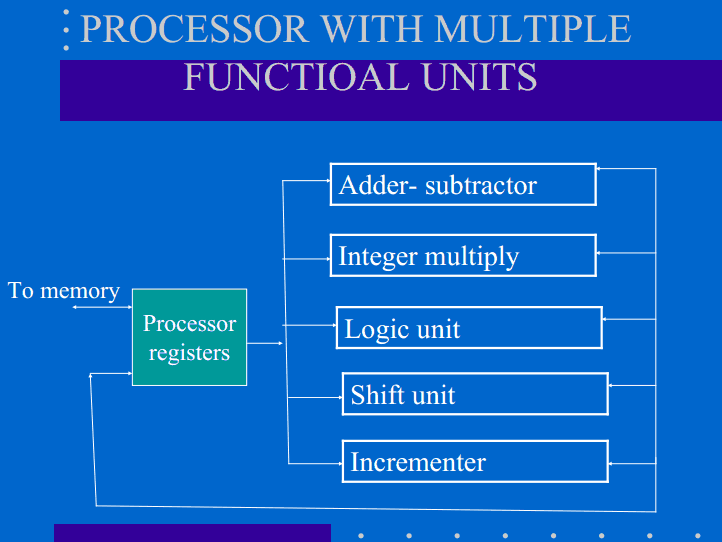 PROCESSOR WITH MULTIPLE
FUNCTIOAL UNITS
Adder- subtractor
Integer multiply
To memory
Processor
registers
Logic unit
Shift unit
Incrementer